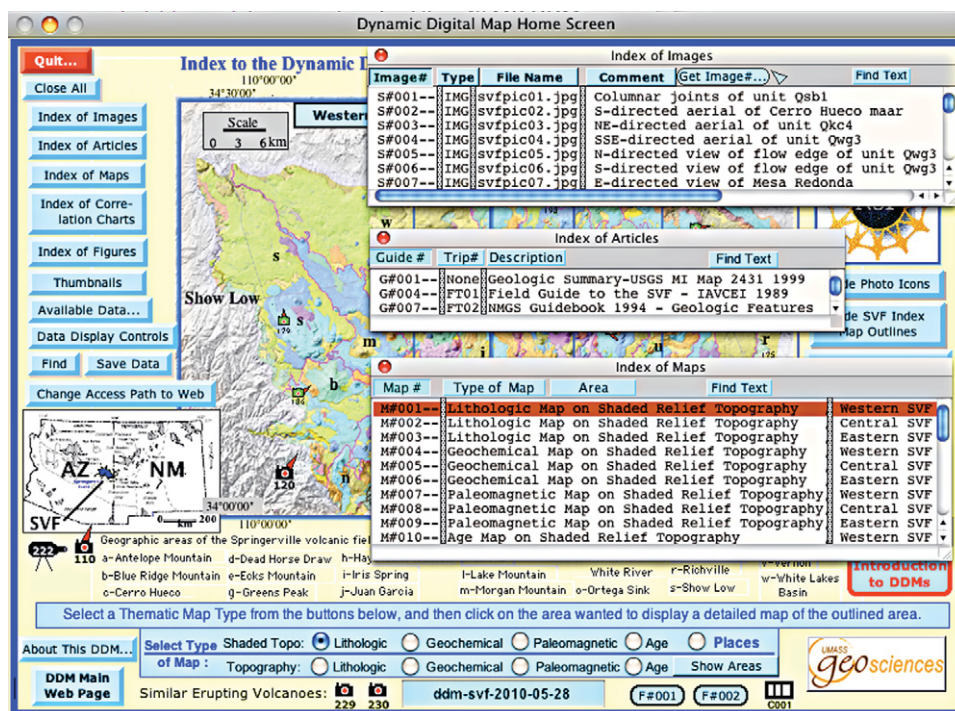 Dynamic Digital Map Home Screen
Quit...
Close All
Index of Images
Index of Articles
Index of Maps
Index of Corre-
lation Charts
Index of Figures
Thumbnails
Available Data...
Data Display Controls
Find
Save Data
Change Access Path to Web
Index to the Dynamic
110°00'00"
34°30'00"
Scale
0 3 6 km
Western
s
Show Low
179
s
m
b
186
120
n
w
r
175
34°00'00"
110°00'00"
AZ
NM
SVF
0 km 200
Index of Images
Image# Type File Name Comment Get Image#... Find Text
S#001-- IMG svfpic01.jpg Columnar joints of unit Qsb1
S#002-- IMG svfpic02.jpg S-directed aerial of Cerro Hueco maar
S#003-- IMG svfpic03.jpg NE-directed aerial of unit Qkc4
S#004-- IMG svfpic04.jpg SSE-directed aerial of Qwg3
S#005-- IMG svfpic05.jpg N-directed view of flow edge of unit Qwg3
S#006-- IMG svfpic06.jpg S-directed view of flow edge of unit Qwg3
S#007-- IMG svfpic07.jpg E-directed view of Mesa Redonda
Index of Articles
Guide # Trip# Description Find Text
G#001-- None Geologic Summary-USGS MI Map 2431 1999
G#004-- FT01 Field Guide to the SVF - IAVCEI 1989
G#007-- FT02 NMGS Guidebook 1994 - Geologic Features
Photo Icons
SVF Index
Map Outlines
Index of Maps
Map # Type of Map Area Find Text
M#001-- Lithologic Map on Shaded Relief Topography Western SVF
M#002-- Lithologic Map on Shaded Relief Topography Central SVF
M#003-- Lithologic Map on Shaded Relief Topography Eastern SVF
M#004-- Geochemical Map on Shaded Relief Topography Western SVF
M#005-- Geochemical Map on Shaded Relief Topography Central SVF
M#006-- Geochemical Map on Shaded Relief Topography Eastern SVF
M#007-- Paleomagnetic Map on Shaded Relief Topography Western SVF
M#008-- Paleomagnetic Map on Shaded Relief Topography Central SVF
M#009-- Paleomagnetic Map on Shaded Relief Topography Eastern SVF
M#010-- Age Map on Shaded Relief Topography Western SVF
222
110
Geographic areas of the Springerville volcanic
a-Antelope Mountain d-Dead Horse Draw
b-Blue Ridge Mountain e-Ecks Mountain i-Iris Spring l-Lake Mountain White River r-Richville w-White Lakes
c-Cerro Hueco g-Greens Peak j-Juan Garcia m-Morgan Mountain o-Ortega Sink s-Show Low Basin
Introduction
to DDMs
Select a Thematic Map Type from the buttons below, and then click on the area wanted to display a detailed map of the outlined area.
About This DDM...
DDM Main
Web Page
Select Type
of Map :
Shaded Topo: Lithologic Geochemical Paleomagnetic Age Places
Topography: Lithologic Geochemical Paleomagnetic Age Show Areas
Similar Erupting Volcanoes: 229 230
ddm-svf-2010-05-28
F#001 F#002
C001
UMASS
geosciences